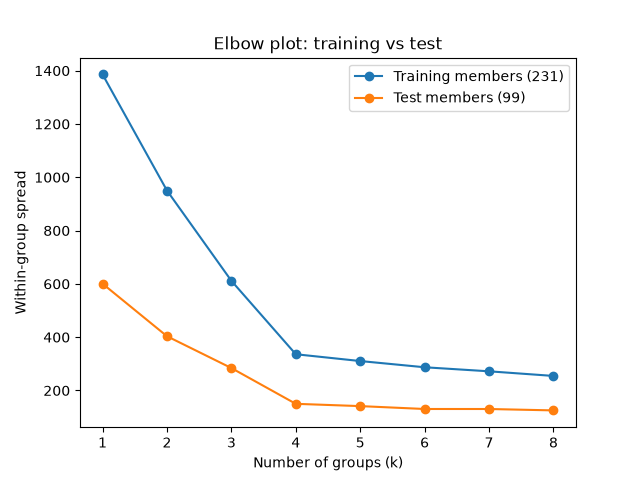 Elbow plot: training vs test
Training members (231)
Test members (99)
Within-group spread
1400
1200
1000
800
600
400
200
1 2 3 4 5 6 7 8
Number of groups (k)